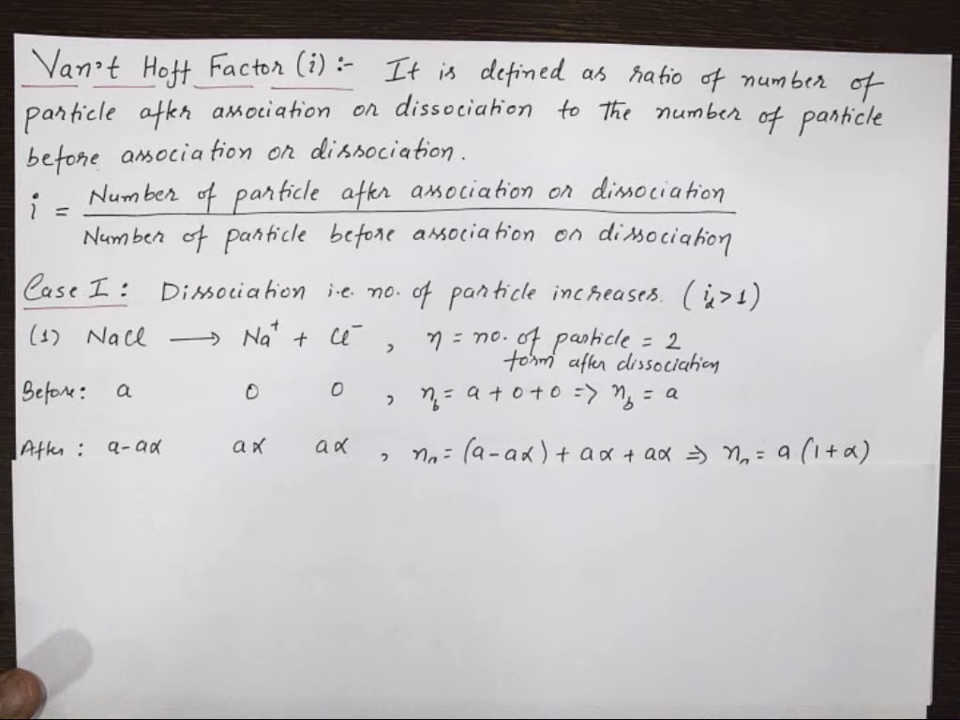 Van't Hoff Factor (i) :- It is defined as ratio of number of
particle after association or dissociation to the number of particle
before association or dissociation.
i = Number of particle after association or dissociation
Number of particle before association or dissociation
Case I : Dissociation i.e. no. of particle increases. (i_d > 1)
(1) NaCl ⟶ Na⁺ + Cl⁻ , n = no. of particle = 2
form after dissociation
Before : a 0 0 , n_b = a + 0 + 0 => n_b = a
After : a-aα aα aα , n_a = (a-aα) + aα + aα => n_a = a (1+α)